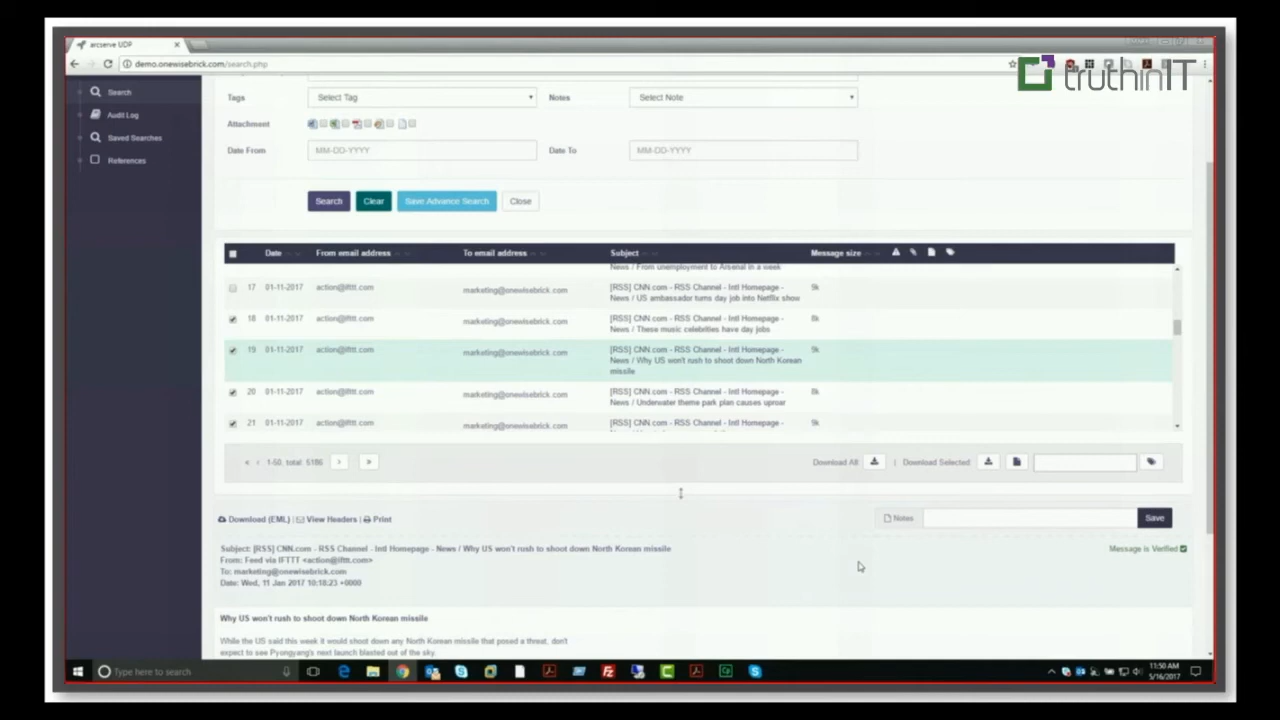 arcserve UDP
demo.onewisebrick.com/search.php
truthinIT
Search
Audit Log
Saved Searches
References
Tags
Select Tag
Notes
Select Note
Attachment
Date From
MM-DD-YYYY
Date To
MM-DD-YYYY
Search
Clear
Save Advance Search
Close
Date
From email address
To email address
Subject
Message size
News / From unemployment to Arsenal in a week
17 01-11-2017 action@ifttt.com marketing@onewisebrick.com [RSS] CNN.com - RSS Channel - Intl Homepage - 9k
News / US ambassador turns day job into Netflix show
18 01-11-2017 action@ifttt.com marketing@onewisebrick.com [RSS] CNN.com - RSS Channel - Intl Homepage - 8k
News / These music celebrities have day jobs
19 01-11-2017 action@ifttt.com marketing@onewisebrick.com [RSS] CNN.com - RSS Channel - Intl Homepage - 9k
News / Why US won't rush to shoot down North Korean
missile
20 01-11-2017 action@ifttt.com marketing@onewisebrick.com [RSS] CNN.com - RSS Channel - Intl Homepage - 8k
News / Underwater theme park plan causes uproar
21 01-11-2017 action@ifttt.com marketing@onewisebrick.com [RSS] CNN.com - RSS Channel - Intl Homepage - 9k
« ‹ 1-50, total: 5186 › »
Download All | Download Selected
Download (EML) | View Headers | Print
Notes
Save
Subject: [RSS] CNN.com - RSS Channel - Intl Homepage - News / Why US won't rush to shoot down North Korean missile
Message is Verified
From: Feed via IFTTT <action@ifttt.com>
To: marketing@onewisebrick.com
Date: Wed, 11 Jan 2017 10:18:23 +0000
Why US won't rush to shoot down North Korean missile
While the US said this week it would shoot down any North Korean missile that posed a threat, don't
expect to see Pyongyang's next launch blasted out of the sky.
Type here to search
11:50 AM
5/16/2017